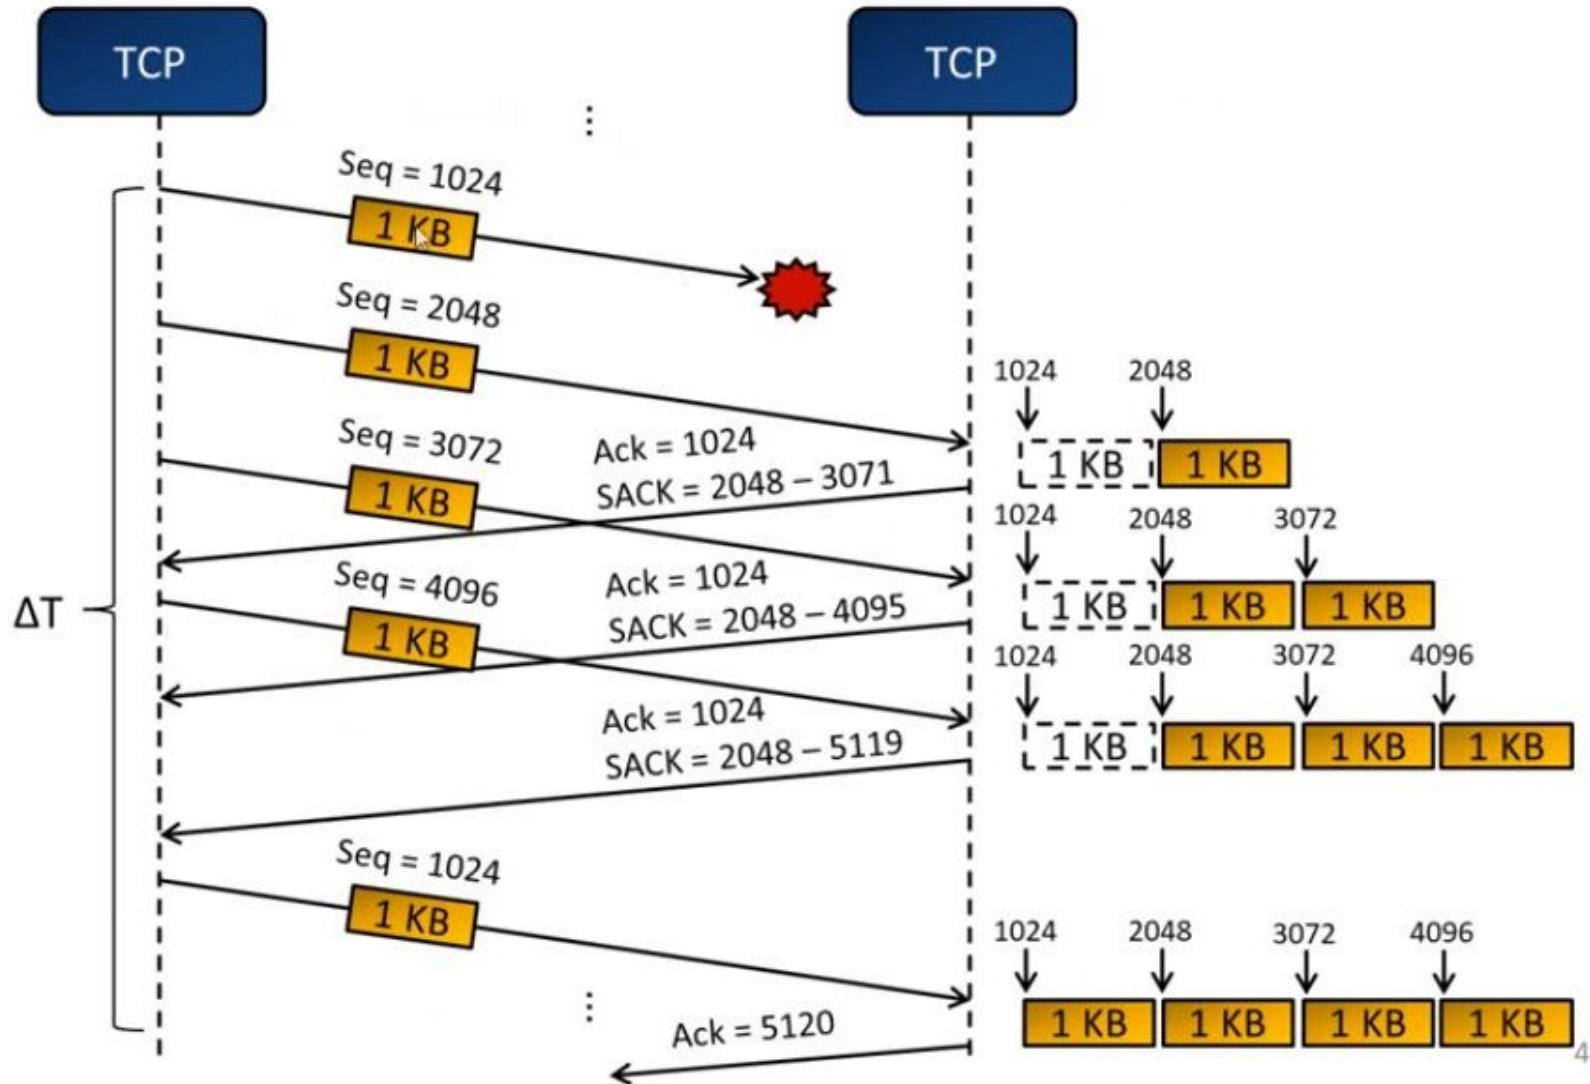 TCP
TCP
⋮
Seq = 1024
1 KB
Seq = 2048
1 KB
1024 2048
1 KB 1 KB
Seq = 3072
1 KB
Ack = 1024
SACK = 2048 – 3071
1024 2048 3072
1 KB 1 KB 1 KB
ΔT
Seq = 4096
1 KB
Ack = 1024
SACK = 2048 – 4095
1024 2048 3072 4096
1 KB 1 KB 1 KB 1 KB
Ack = 1024
SACK = 2048 – 5119
Seq = 1024
1 KB
1024 2048 3072 4096
1 KB 1 KB 1 KB 1 KB
⋮
Ack = 5120
4